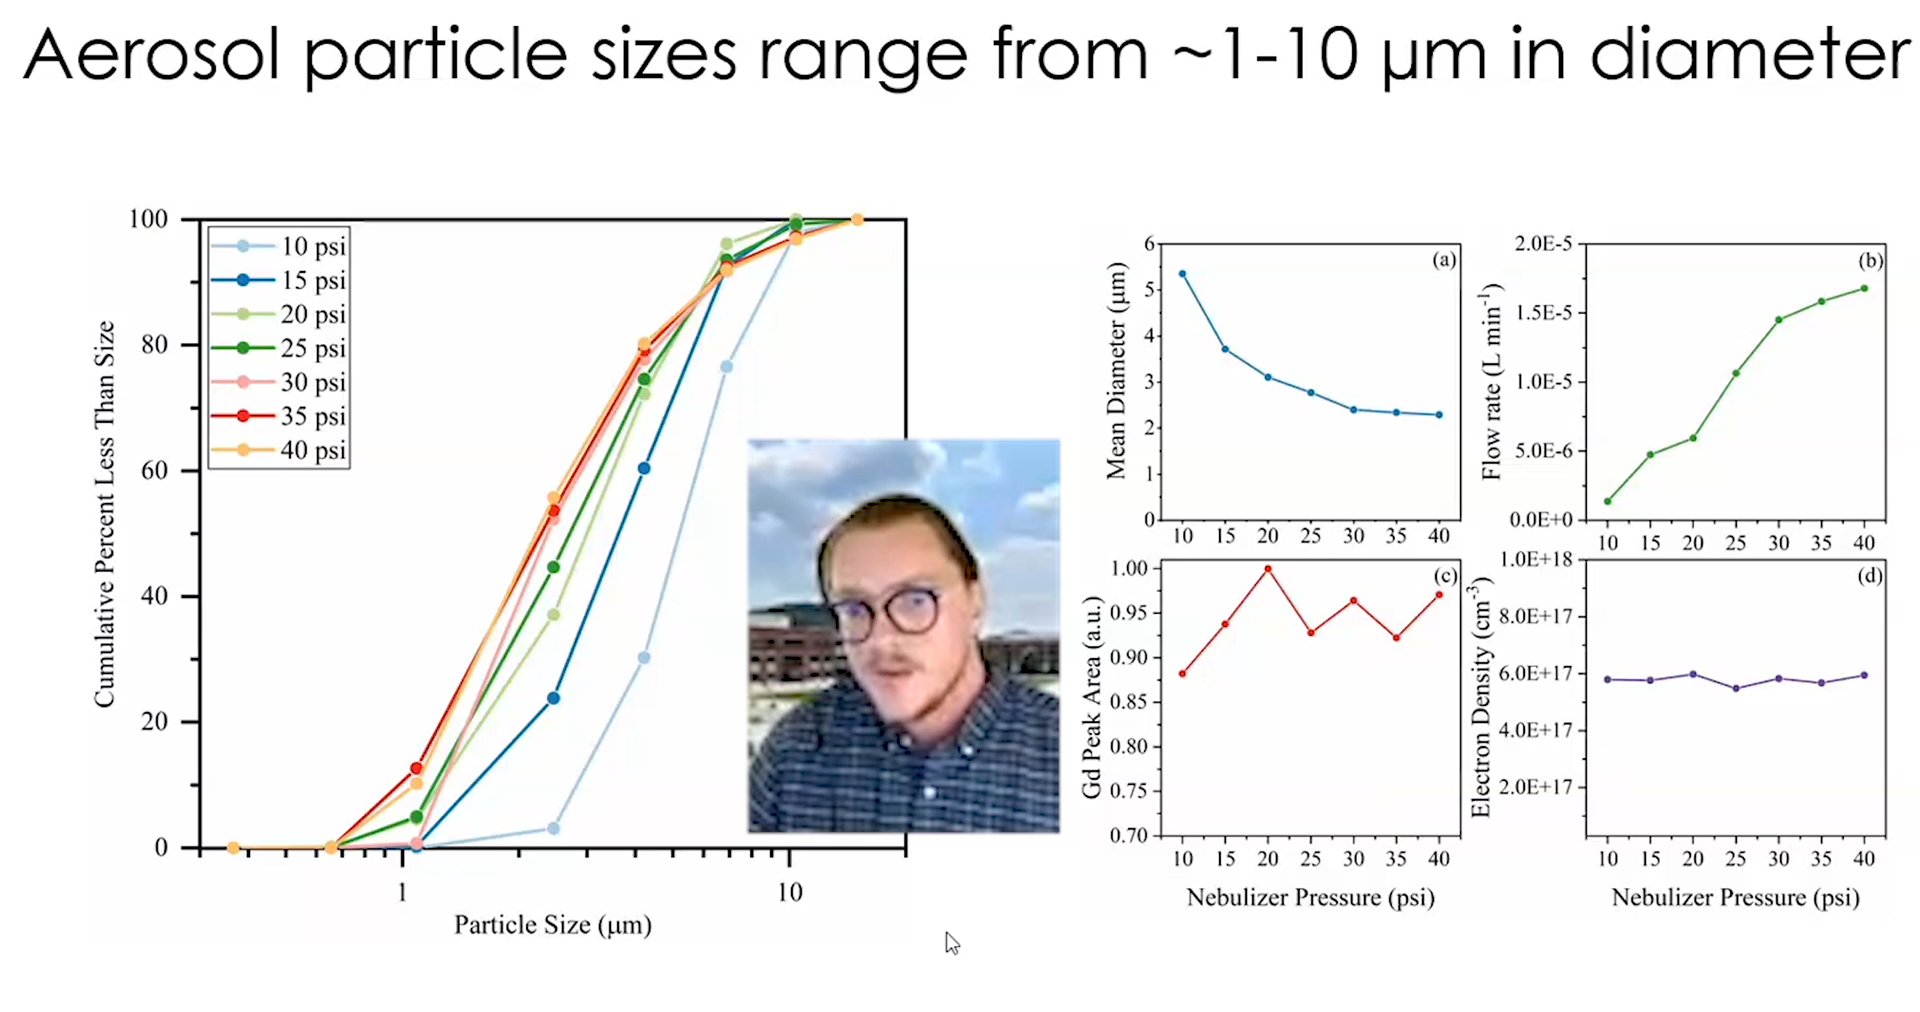 Aerosol particle sizes range from ~1-10 µm in diameter
100
80
60
40
20
0
Cumulative Percent Less Than Size
10 psi
15 psi
20 psi
25 psi
30 psi
35 psi
40 psi
1
10
Particle Size (µm)
(a)
6
5
4
3
2
1
0
Mean Diameter (µm)
10 15 20 25 30 35 40
(b)
2.0E-5
1.5E-5
1.0E-5
5.0E-6
0.0E+0
Flow rate (L min⁻¹)
10 15 20 25 30 35 40
(c)
1.00
0.95
0.90
0.85
0.80
0.75
0.70
Gd Peak Area (a.u.)
10 15 20 25 30 35 40
Nebulizer Pressure (psi)
(d)
1.0E+18
8.0E+17
6.0E+17
4.0E+17
2.0E+17
Electron Density (cm⁻³)
10 15 20 25 30 35 40
Nebulizer Pressure (psi)